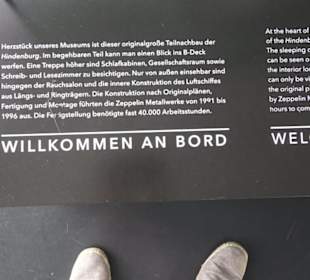 Herzstück unseres Museums ist dieser originalgroße Teilnachbau der
Hindenburg. Im begehbaren Teil kann man einen Blick ins B-Deck
werfen. Eine Treppe höher sind Schlafkabinen, Gesellschaftsraum sowie
Schreib- und Lesezimmer zu besichtigen. Nur von außen einsehbar sind
hingegen der Rauchsalon und die innere Konstruktion des Luftschiffes
aus Längs- und Ringträgern. Die Konstruktion nach Originalplänen,
Fertigung und Montage führten die Zeppelin Metallwerke von 1991 bis
1996 aus. Die Fertigstellung benötigte fast 40.000 Arbeitsstunden.
WILLKOMMEN AN BORD
At the heart of
of the Hindenbu
The sleeping c
can be seen o
the interior lo
can only be vi
the original p
by Zeppelin M
hours to com
WELC